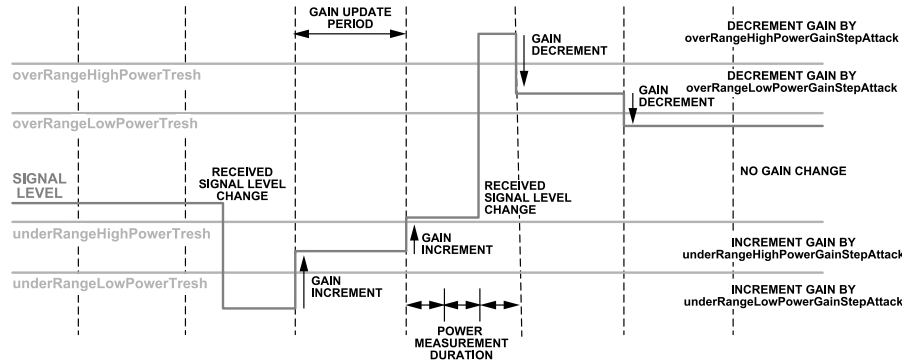 GAIN UPDATE
PERIOD
GAIN
DECREMENT
DECREMENT GAIN BY
overRangeHighPowerGainStepAttack
overRangeHighPowerTresh
DECREMENT GAIN BY
overRangeLowPowerGainStepAttack
GAIN
DECREMENT
overRangeLowPowerTresh
SIGNAL
LEVEL
RECEIVED
SIGNAL LEVEL
CHANGE
RECEIVED
SIGNAL LEVEL
CHANGE
NO GAIN CHANGE
underRangeHighPowerTresh
GAIN
INCREMENT
INCREMENT GAIN BY
underRangeHighPowerGainStepAttack
underRangeLowPowerTresh
GAIN
INCREMENT
INCREMENT GAIN BY
underRangeLowPowerGainStepAttack
POWER
MEASUREMENT
DURATION